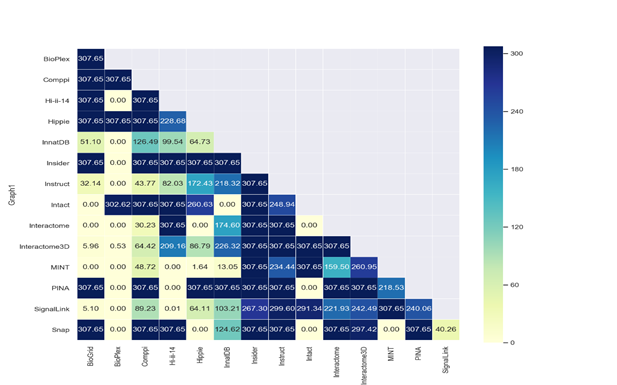 BioPlex 307.65
Comppi 307.65 307.65
Hi-ii-14 307.65 0.00 307.65
Hippie 307.65 307.65 307.65 228.68
InnatDB 51.10 0.00 126.49 99.54 64.73
Insider 307.65 0.00 307.65 307.65 307.65 307.65
Instruct 32.14 0.00 43.77 82.03 172.43 218.32 307.65
Intact 0.00 302.62 307.65 307.65 260.63 0.00 307.65 248.94
Interactome 0.00 0.00 30.23 307.65 0.00 174.60 307.65 307.65 0.00
Interactome3D 5.96 0.53 64.42 209.16 86.79 226.32 307.65 307.65 307.65 307.65
MINT 0.00 0.00 48.72 0.00 1.64 13.05 307.65 234.44 307.65 159.50 260.95
PINA 307.65 0.00 307.65 0.00 307.65 0.00 307.65 307.65 0.00 307.65 307.65 218.53
SignalLink 5.10 0.00 89.23 0.01 64.11 103.21 267.30 299.60 291.34 221.93 242.49 307.65 240.06
Snap 307.65 0.00 307.65 307.65 0.00 124.62 307.65 307.65 0.00 307.65 297.42 0.00 307.65 40.26
Graph1
BioGrid
BioPlex
Comppi
Hi-ii-14
Hippie
InnatDB
Insider
Instruct
Intact
Interactome
Interactome3D
MINT
PINA
SignalLink
300
240
180
120
60
0